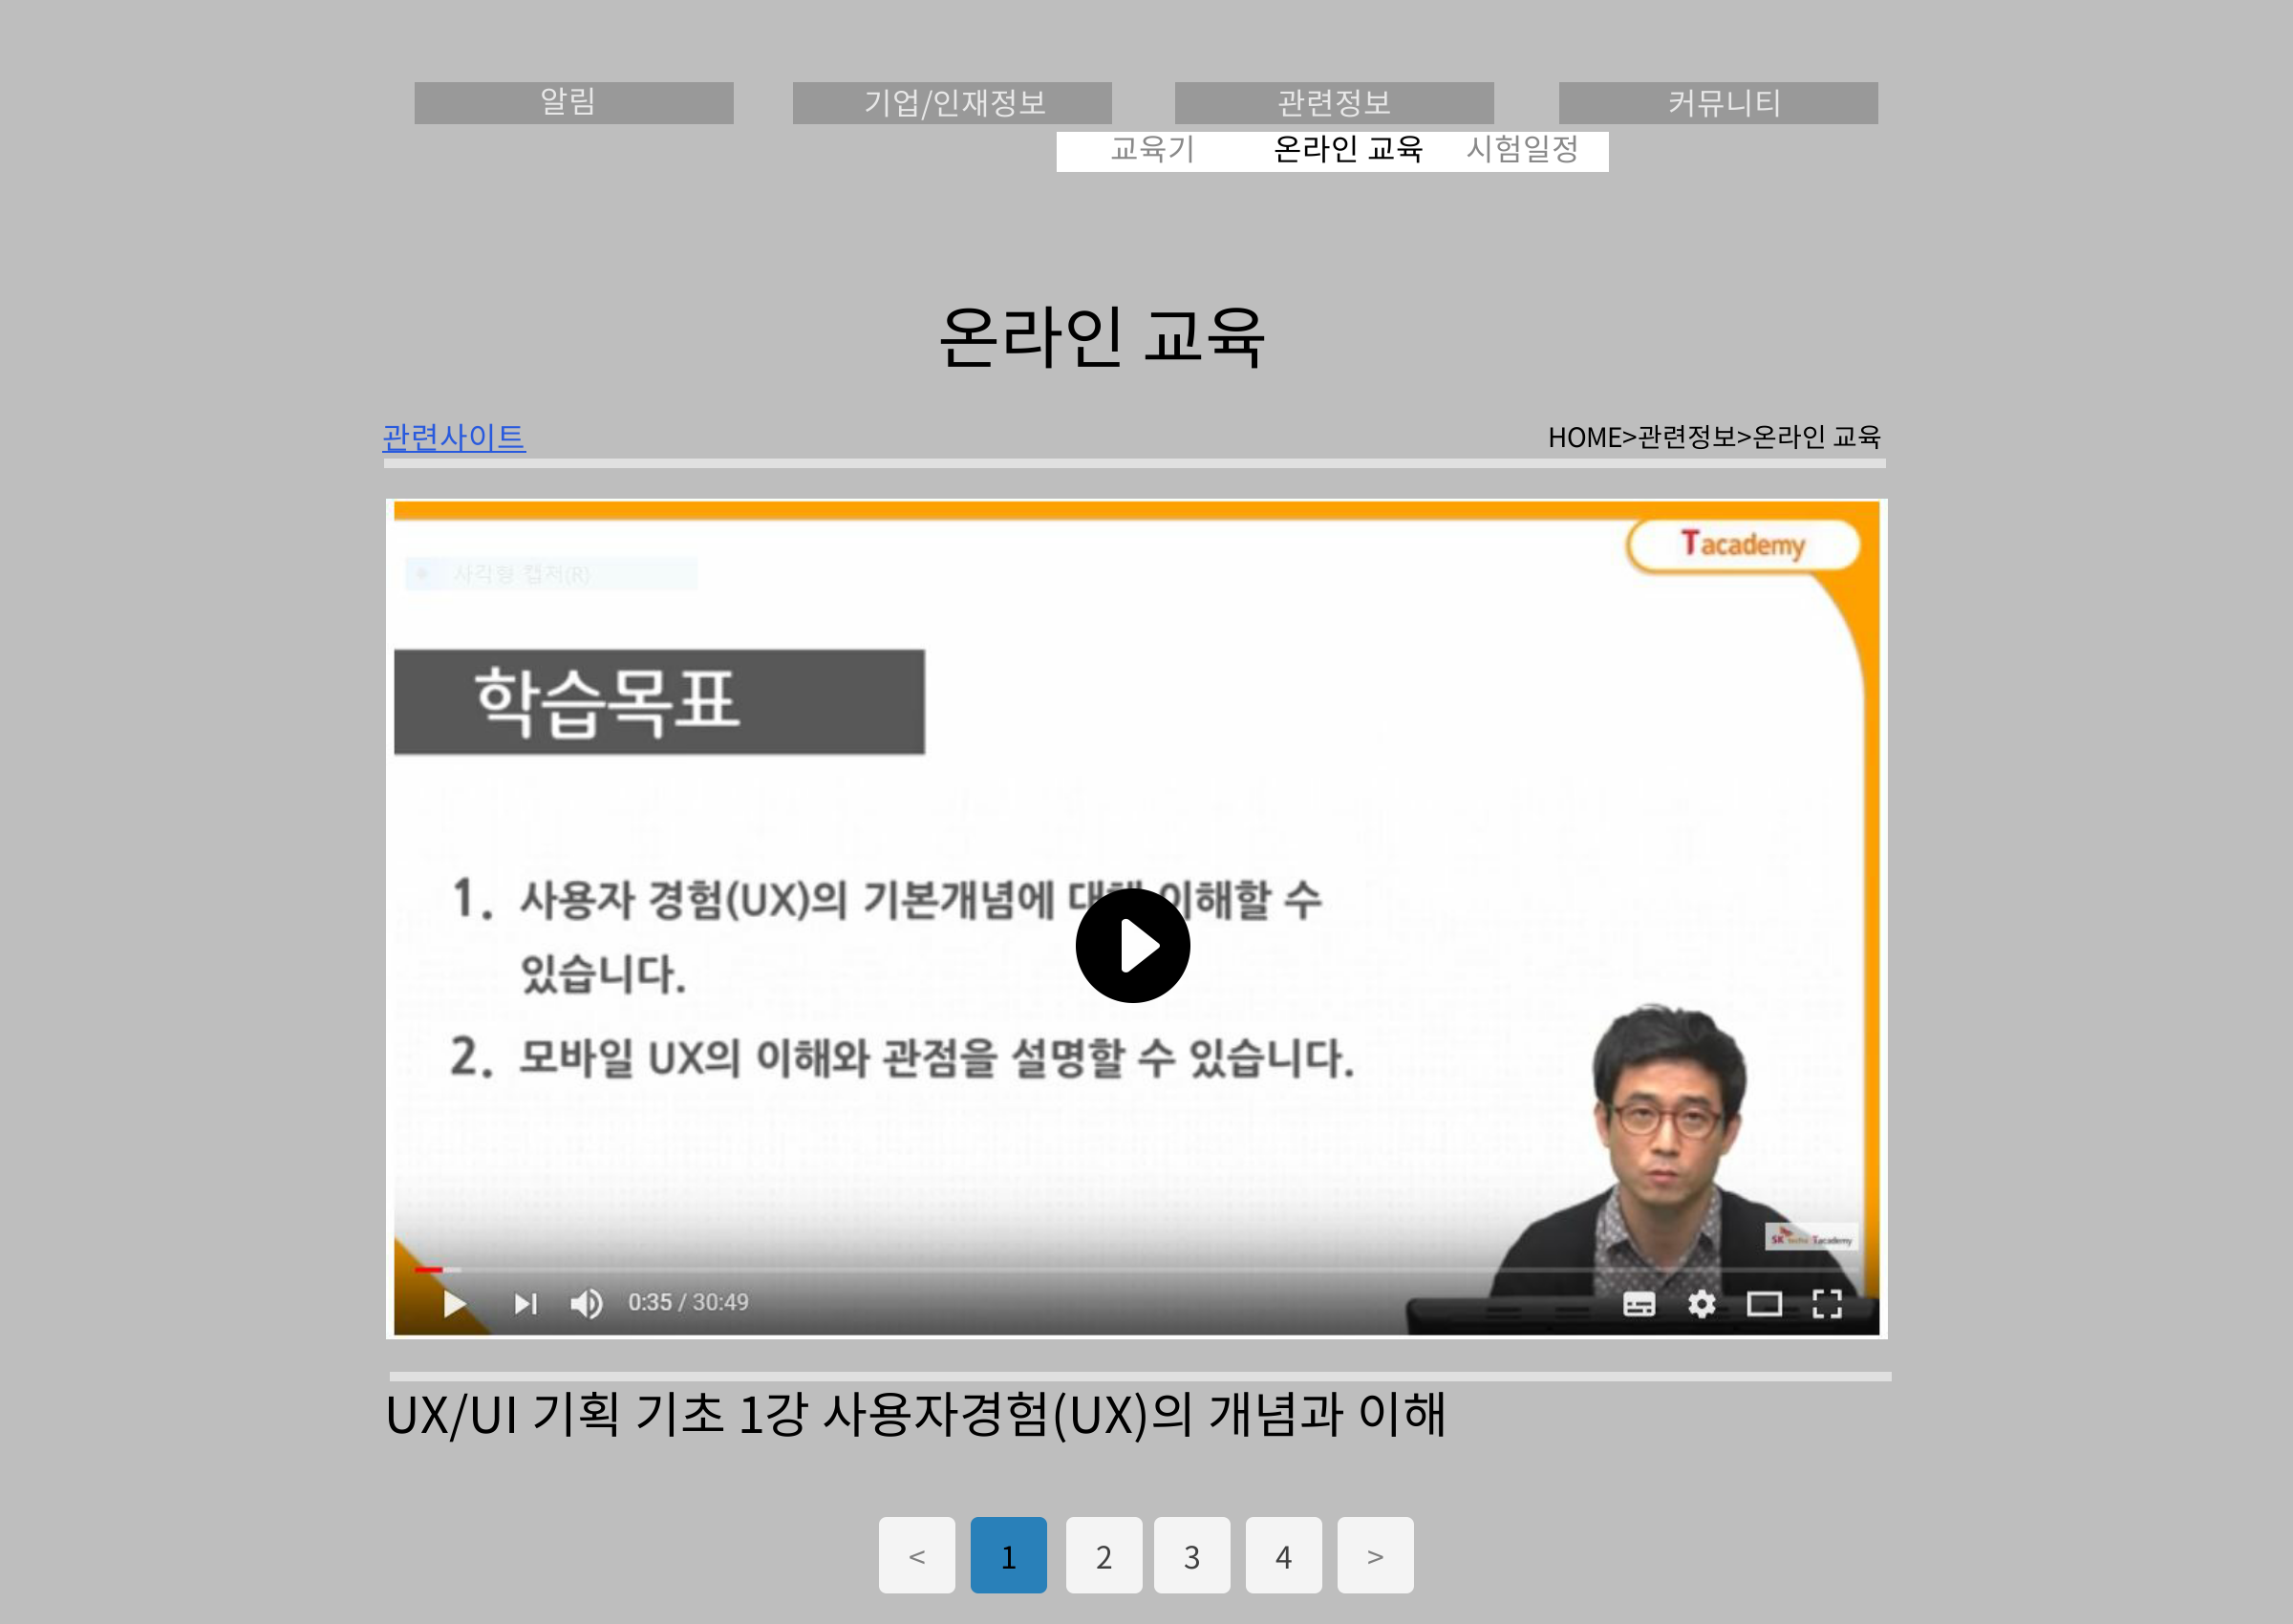 알림 기업/인재정보 관련정보 커뮤니티
교육기 온라인 교육 시험일정
온라인 교육
관련사이트 HOME>관련정보>온라인 교육
T academy
사각형 캡처(R)
학습목표
1. 사용자 경험(UX)의 기본개념에 대해 이해할 수
있습니다.
2. 모바일 UX의 이해와 관점을 설명할 수 있습니다.
SK techx Tacademy
0:35 / 30:49
UX/UI 기획 기초 1강 사용자경험(UX)의 개념과 이해
< 1 2 3 4 >